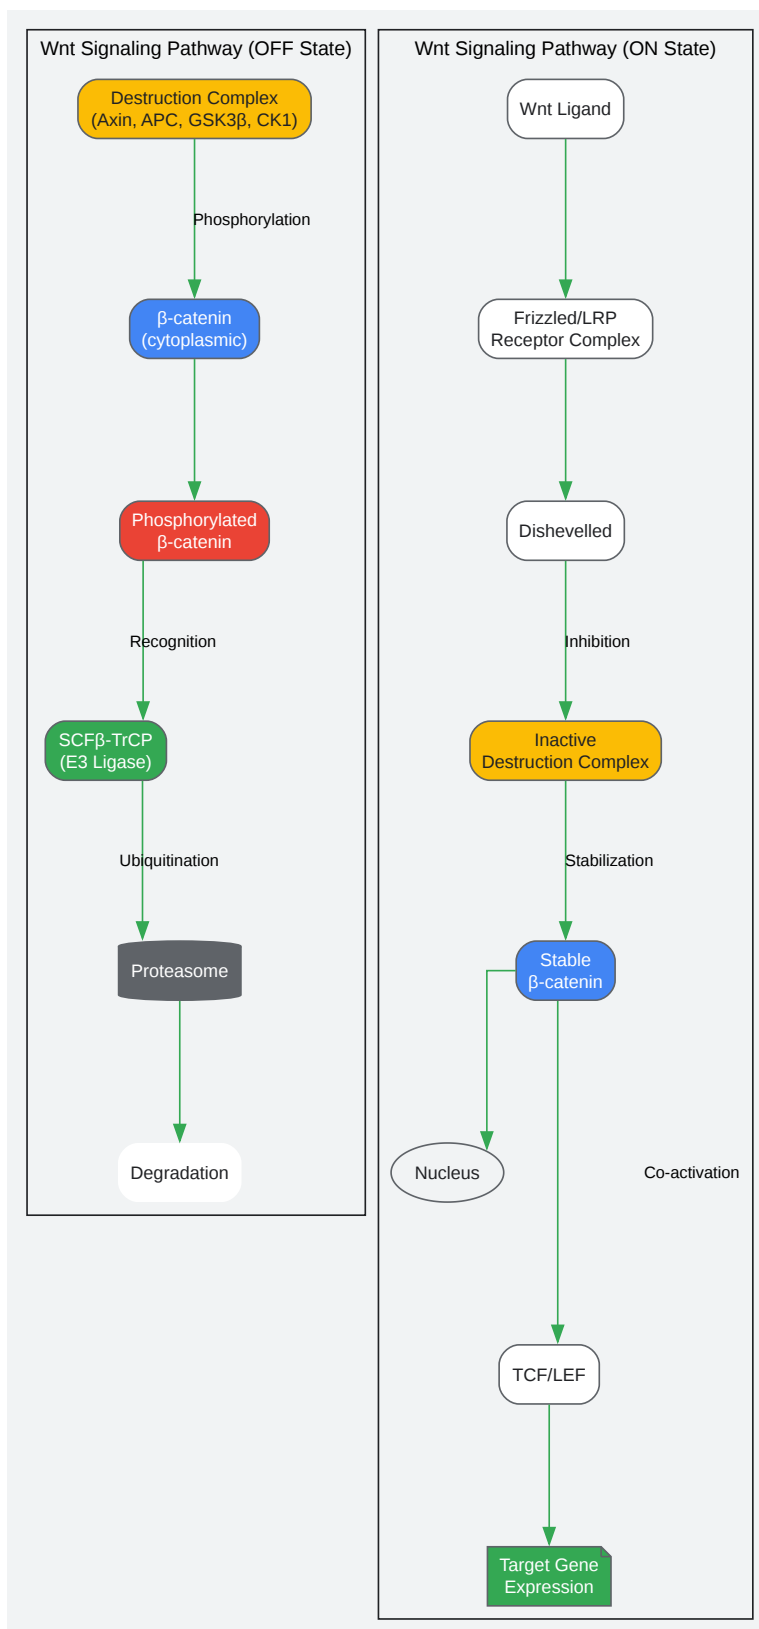 Wnt Signaling Pathway (OFF State)
Destruction Complex
(Axin, APC, GSK3β, CK1)
Phosphorylation
β-catenin
(cytoplasmic)
Phosphorylated
β-catenin
Recognition
SCFβ-TrCP
(E3 Ligase)
Ubiquitination
Proteasome
Degradation
Wnt Signaling Pathway (ON State)
Wnt Ligand
Frizzled/LRP
Receptor Complex
Dishevelled
Inhibition
Inactive
Destruction Complex
Stabilization
Stable
β-catenin
Nucleus
Co-activation
TCF/LEF
Target Gene
Expression